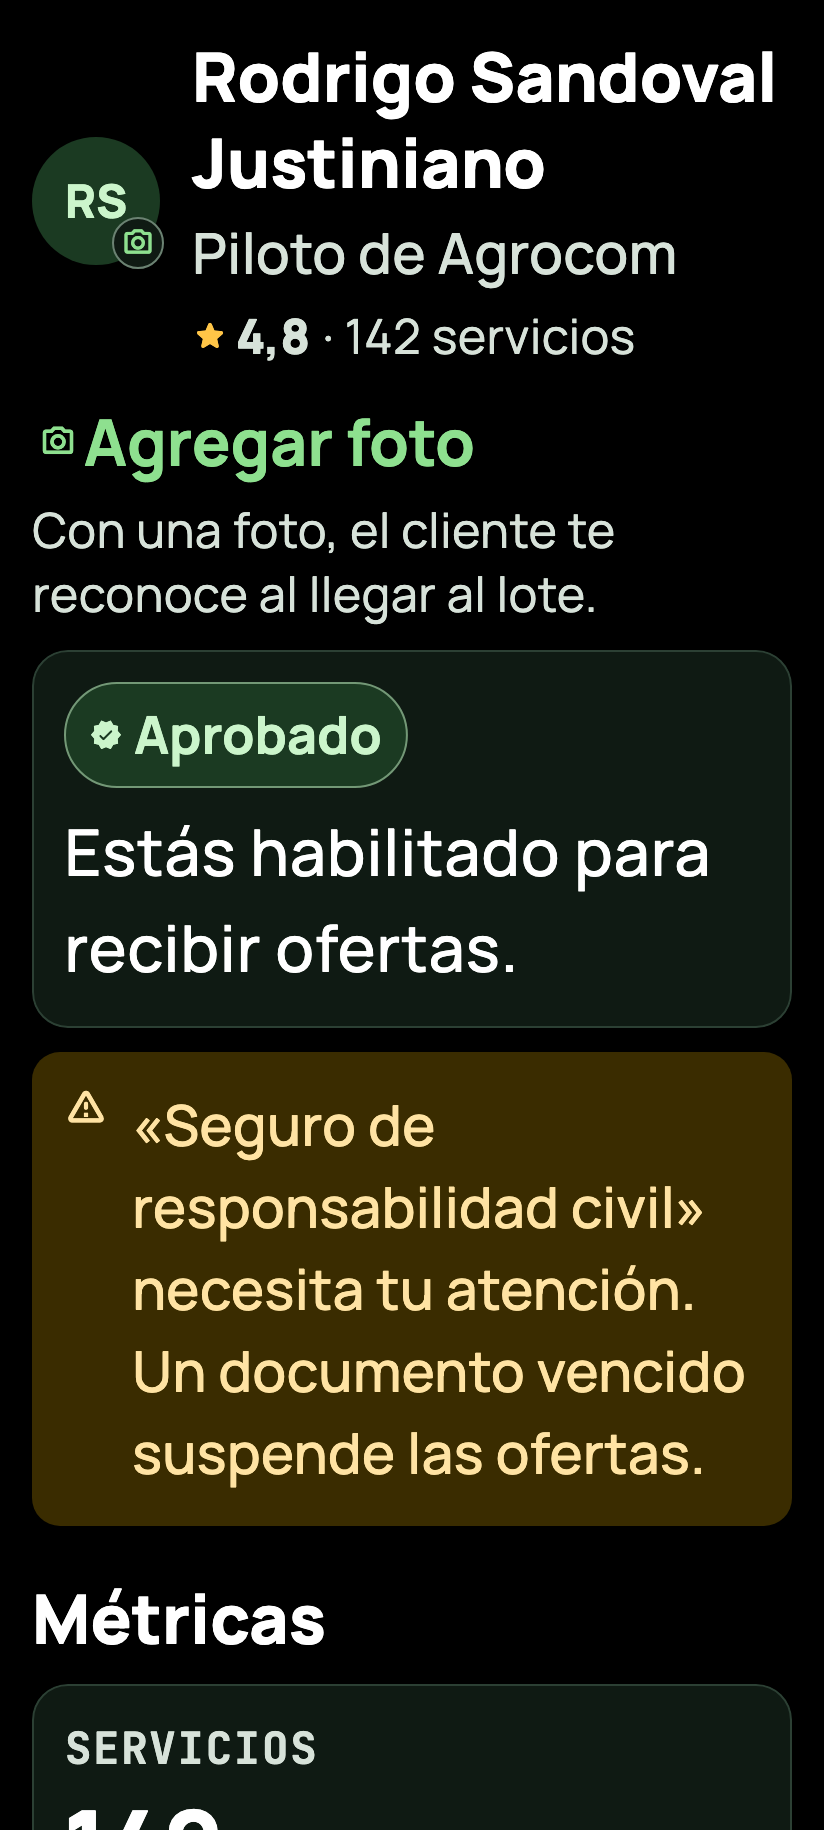 Rodrigo Sandoval
Justiniano
RS
Piloto de Agrocom
4,8 · 142 servicios
Agregar foto
Con una foto, el cliente te
reconoce al llegar al lote.
Aprobado
Estás habilitado para
recibir ofertas.
«Seguro de
responsabilidad civil»
necesita tu atención.
Un documento vencido
suspende las ofertas.
Métricas
SERVICIOS